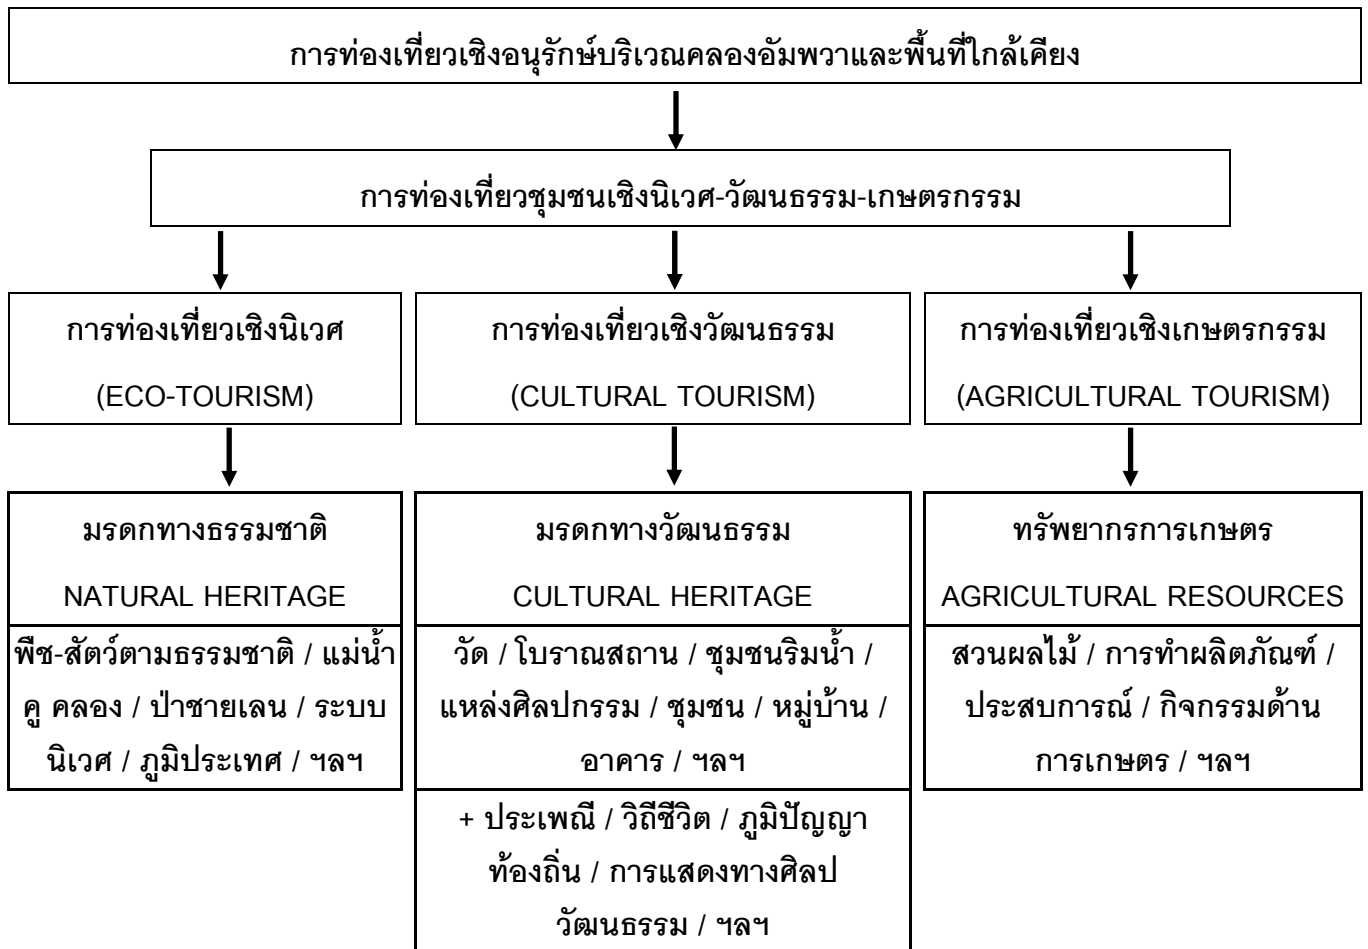 การท่องเที่ยวเชิงอนุรักษ์บริเวณคลองอัมพวาและพื้นที่ใกล้เคียง
การท่องเที่ยวชุมชนเชิงนิเวศ-วัฒนธรรม-เกษตรกรรม
การท่องเที่ยวเชิงนิเวศ
(ECO-TOURISM)
การท่องเที่ยวเชิงวัฒนธรรม
(CULTURAL TOURISM)
การท่องเที่ยวเชิงเกษตรกรรม
(AGRICULTURAL TOURISM)
มรดกทางธรรมชาติ
NATURAL HERITAGE
พืช-สัตว์ตามธรรมชาติ / แม่น้ำ
คู คลอง / ป่าชายเลน / ระบบ
นิเวศ / ภูมิประเทศ / ฯลฯ
มรดกทางวัฒนธรรม
CULTURAL HERITAGE
วัด / โบราณสถาน / ชุมชนริมน้ำ /
แหล่งศิลปกรรม / ชุมชน / หมู่บ้าน /
อาคาร / ฯลฯ
+ ประเพณี / วิถีชีวิต / ภูมิปัญญา
ท้องถิ่น / การแสดงทางศิลป
วัฒนธรรม / ฯลฯ
ทรัพยากรการเกษตร
AGRICULTURAL RESOURCES
สวนผลไม้ / การทำผลิตภัณฑ์ /
ประสบการณ์ / กิจกรรมด้าน
การเกษตร / ฯลฯ